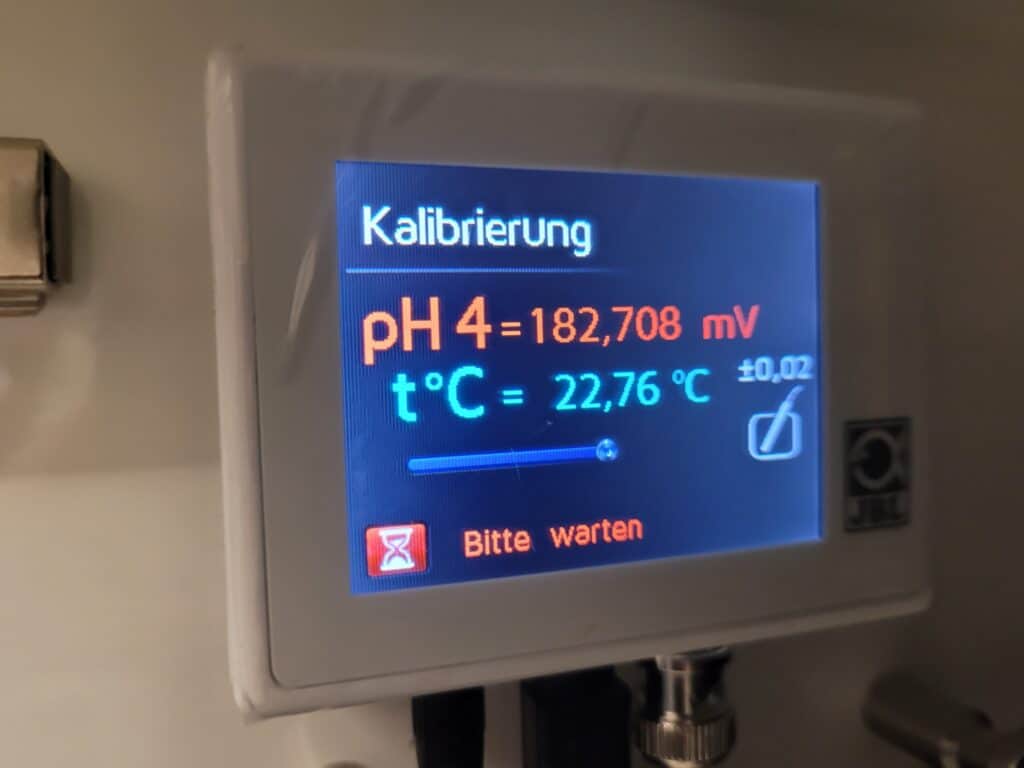 Kalibrierung
pH 4 = 182,708 mV
t°C = 22,76 °C
±0,02
Bitte warten
JBL